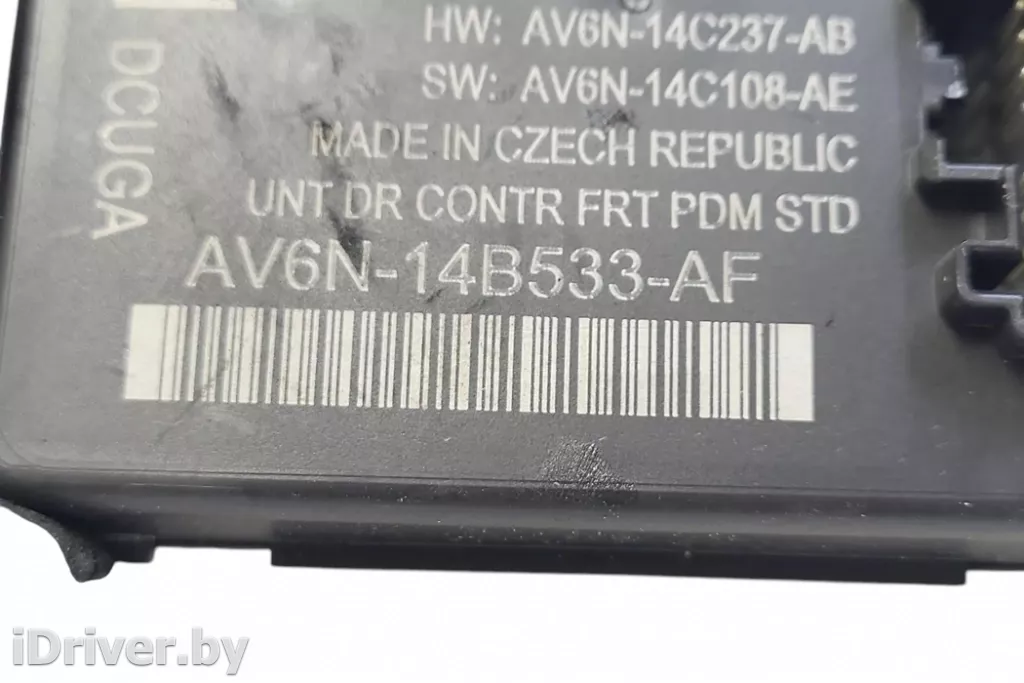 HW: AV6N-14C237-AB
SW: AV6N-14C108-AE
MADE IN CZECH REPUBLIC
UNT DR CONTR FRT PDM STD
AV6N-14B533-AF
DCUGA
iDriver.by